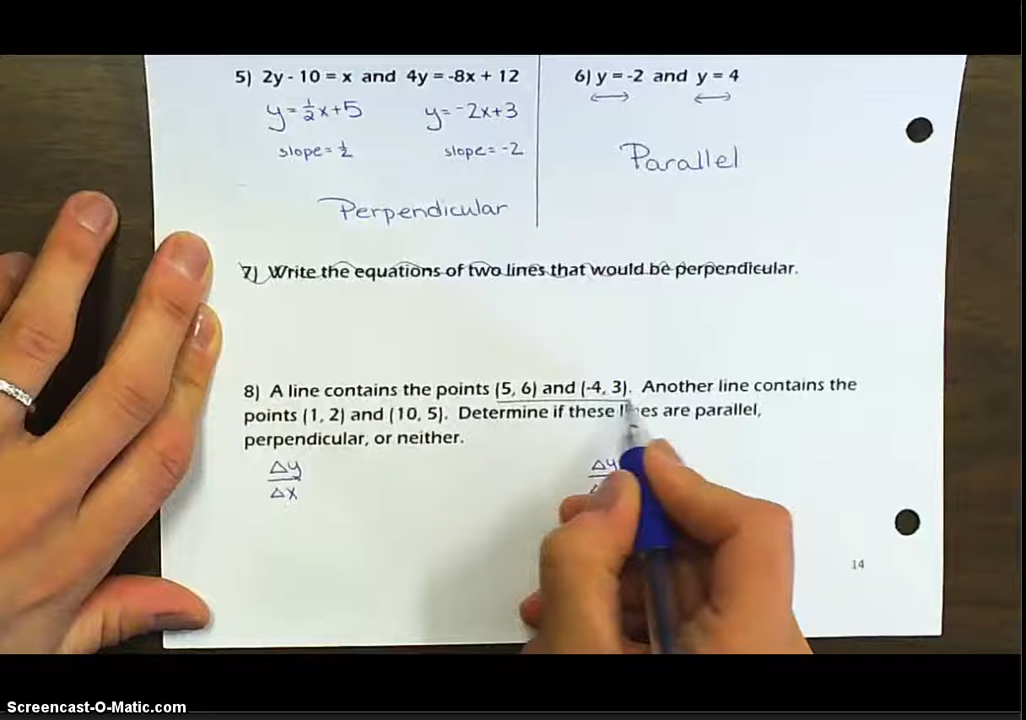 5) 2y - 10 = x and 4y = -8x + 12
y = 1/2x + 5 y = -2x+3
slope = 1/2 slope = -2
Perpendicular
6) y = -2 and y = 4
Parallel
7) Write the equations of two lines that would be perpendicular.
8) A line contains the points (5, 6) and (-4, 3). Another line contains the
points (1, 2) and (10, 5). Determine if these lines are parallel,
perpendicular, or neither.
Δy
Δx
Δy
14
Screencast-O-Matic.com